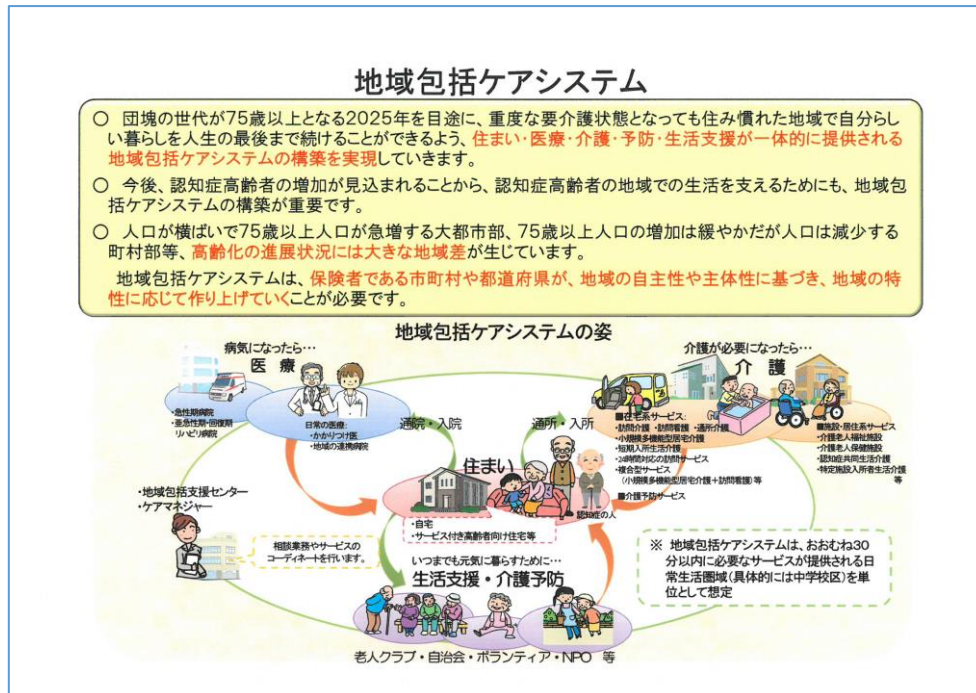 地域包括ケアシステム
○ 団塊の世代が75歳以上となる2025年を目途に、重度な要介護状態となっても住み慣れた地域で自分らし
い暮らしを人生の最後まで続けることができるよう、住まい・医療・介護・予防・生活支援が一体的に提供される
地域包括ケアシステムの構築を実現していきます。
○ 今後、認知症高齢者の増加が見込まれることから、認知症高齢者の地域での生活を支えるためにも、地域包
括ケアシステムの構築が重要です。
○ 人口が横ばいで75歳以上人口が急増する大都市部、75歳以上人口の増加は緩やかだが人口は減少する
町村部等、高齢化の進展状況には大きな地域差が生じています。
地域包括ケアシステムは、保険者である市町村や都道府県が、地域の自主性や主体性に基づき、地域の特
性に応じて作り上げていくことが必要です。
地域包括ケアシステムの姿
病気になったら…
医 療
・急性期病院
・亜急性期・回復期
リハビリ病院
日常の医療:
・かかりつけ医
・地域の連携病院
通院・入院
通所・入所
介護が必要になったら…
介 護
■在宅系サービス:
・訪問介護 ・訪問看護 ・通所介護
・小規模多機能型居宅介護
・短期入所生活介護
・24時間対応の訪問サービス
・複合型サービス
(小規模多機能型居宅介護+訪問看護)等
■介護予防サービス
■施設・居住系サービス
・介護老人福祉施設
・介護老人保健施設
・認知症共同生活介護
・特定施設入所者生活介護
等
住まい
認知症の人
・自宅
・サービス付き高齢者向け住宅等
・地域包括支援センター
・ケアマネジャー
相談業務やサービスの
コーディネートを行います。
いつまでも元気に暮らすために…
生活支援・介護予防
老人クラブ・自治会・ボランティア・NPO 等
※ 地域包括ケアシステムは、おおむね30
分以内に必要なサービスが提供される日
常生活圏域(具体的には中学校区)を単
位として想定